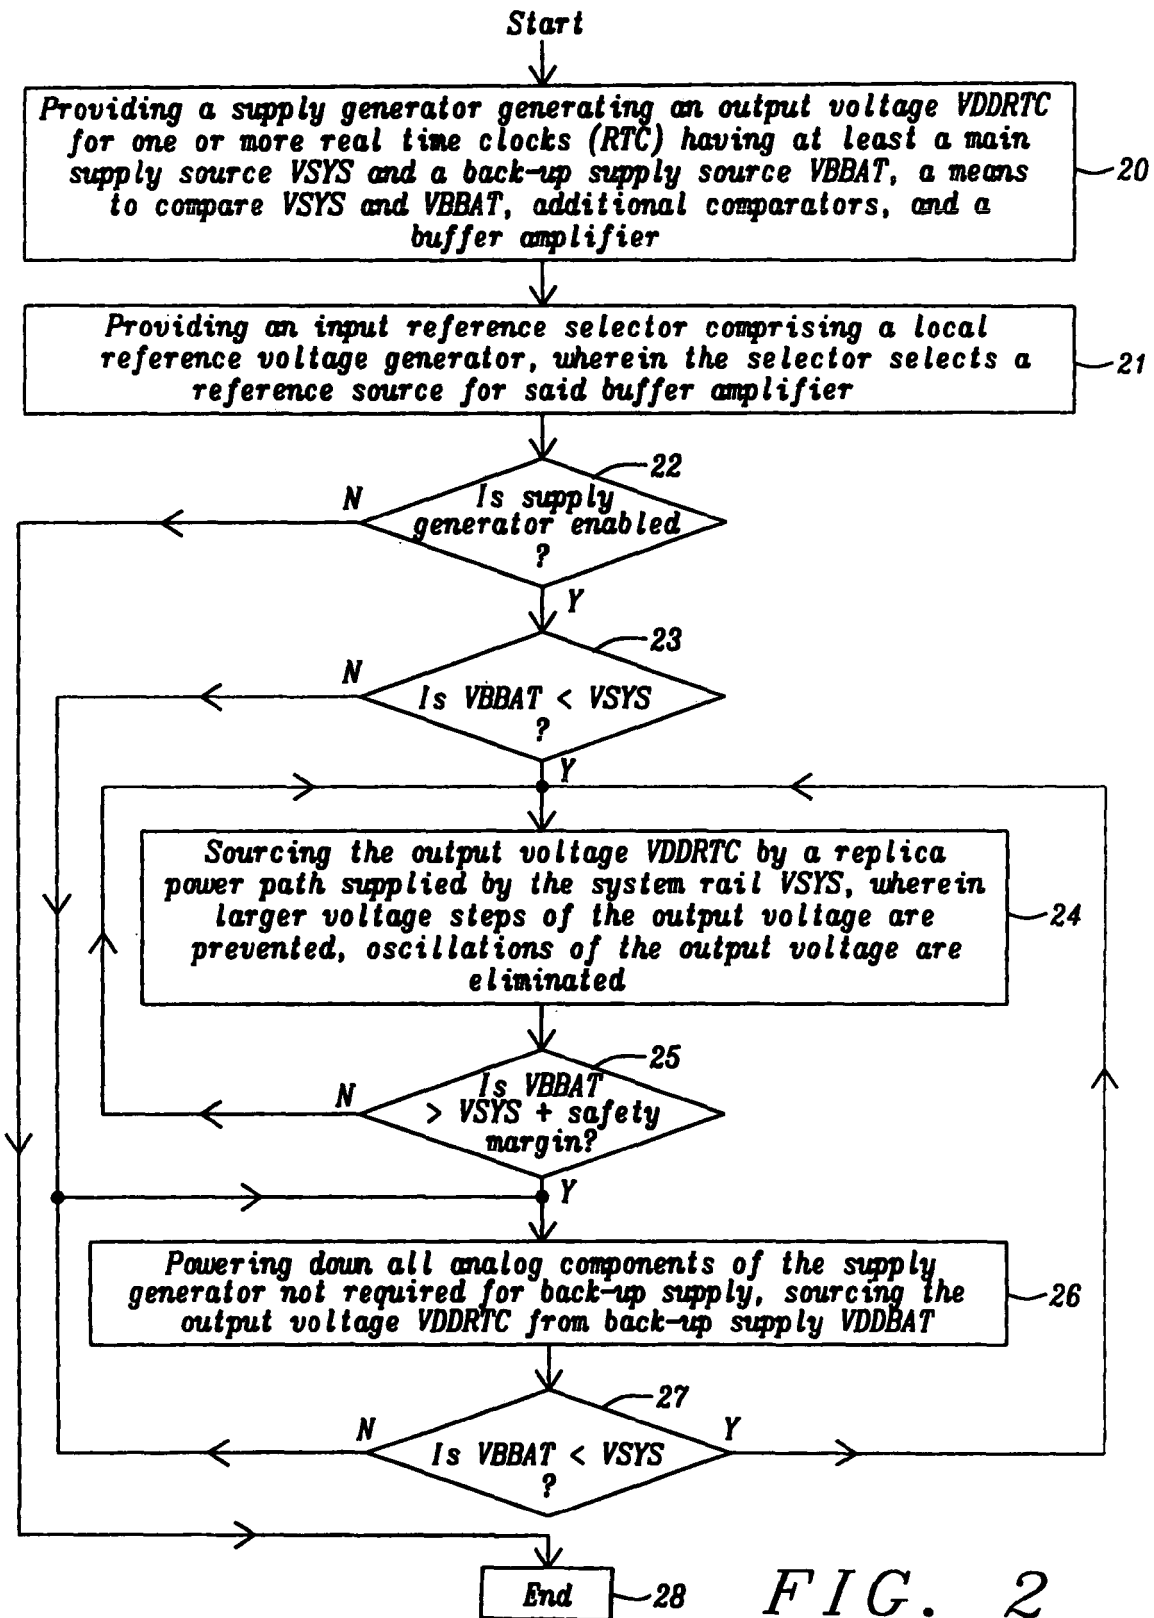 Start
Providing a supply generator generating an output voltage VDDRTC
for one or more real time clocks (RTC) having at least a main
supply source VSYS and a back-up supply source VBBAT, a means
to compare VSYS and VBBAT, additional comparators, and a
buffer amplifier
20
Providing an input reference selector comprising a local
reference voltage generator, wherein the selector selects a
reference source for said buffer amplifier
21
22
N
Is supply
generator enabled
?
Y
23
N
Is VBBAT < VSYS
?
Y
Sourcing the output voltage VDDRTC by a replica
power path supplied by the system rail VSYS, wherein
larger voltage steps of the output voltage are
prevented, oscillations of the output voltage are
eliminated
24
25
N
Is VBBAT
> VSYS + safety
margin?
Y
Powering down all analog components of the supply
generator not required for back-up supply, sourcing the
output voltage VDDRTC from back-up supply VDDBAT
26
27
N
Y
Is VBBAT < VSYS
?
End
28
FIG. 2